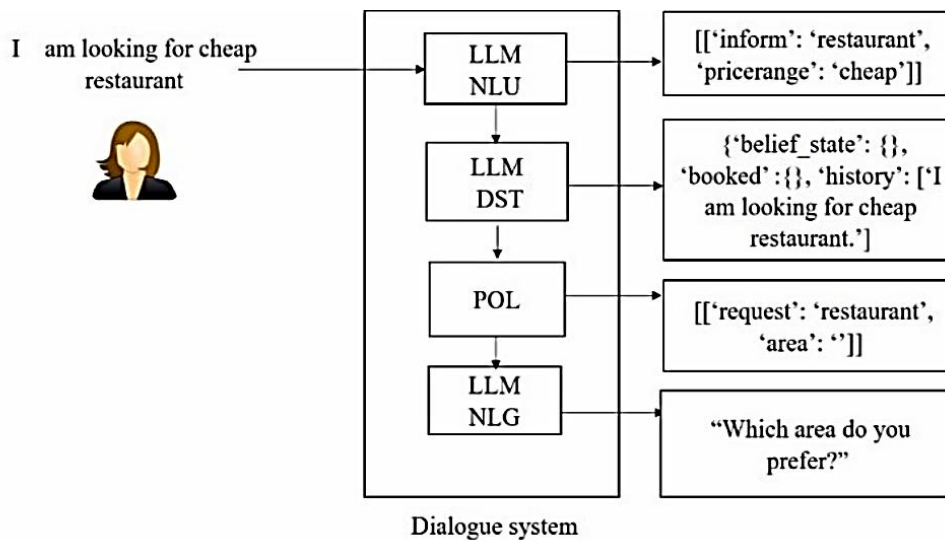 I am looking for cheap
restaurant
LLM
NLU
[['inform': 'restaurant',
'pricerange': 'cheap']]
LLM
DST
{'belief_state': {},
'booked' :{}, 'history': ['I
am looking for cheap
restaurant.']
POL
[['request': 'restaurant',
'area': '']]
LLM
NLG
“Which area do you
prefer?”
Dialogue system